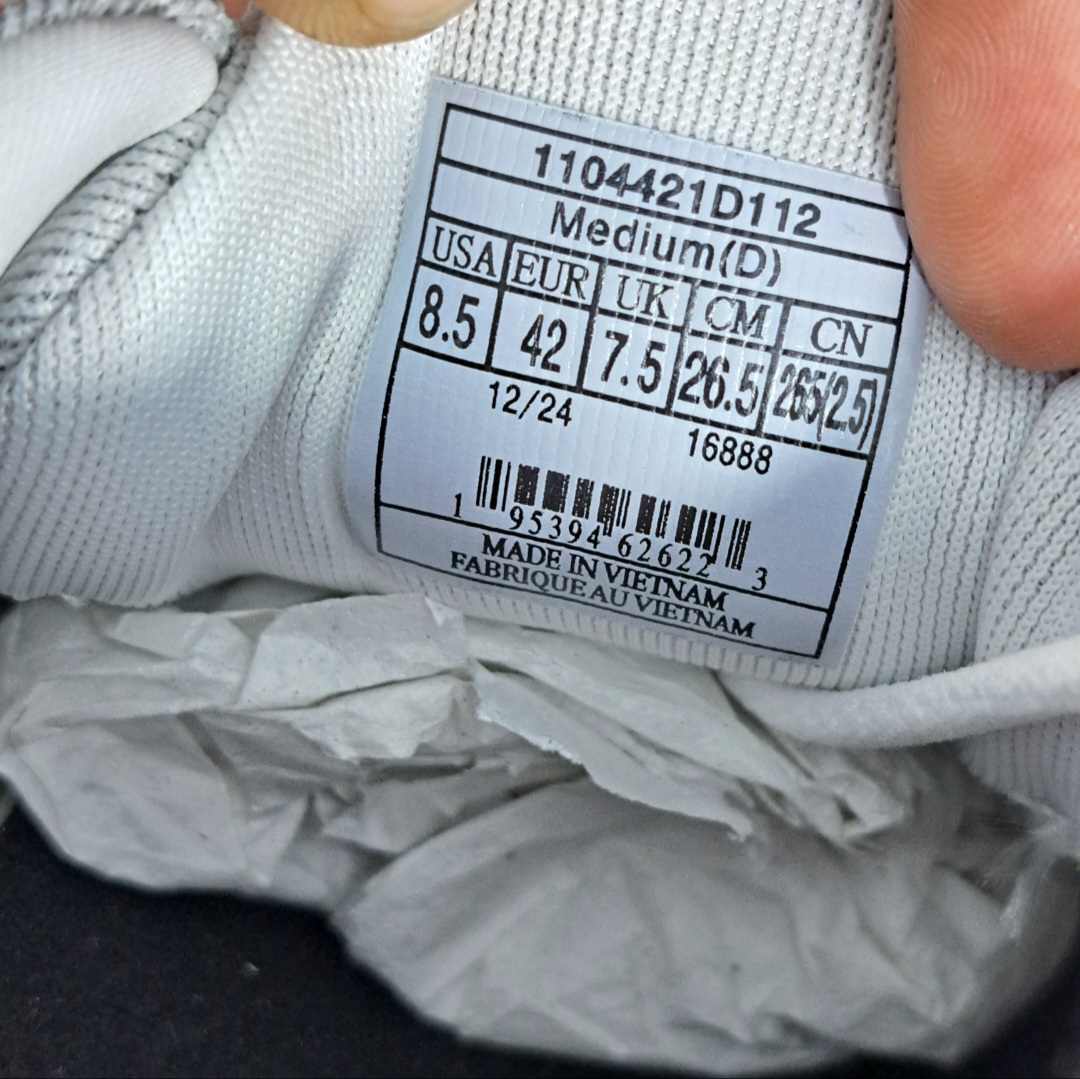 1104421D112
Medium(D)
USA EUR UK CM CN
8.5 42 7.5 26.5 265(2.5)
12/24
16888
1 95394 62622 3
MADE IN VIETNAM
FABRIQUE AU VIETNAM